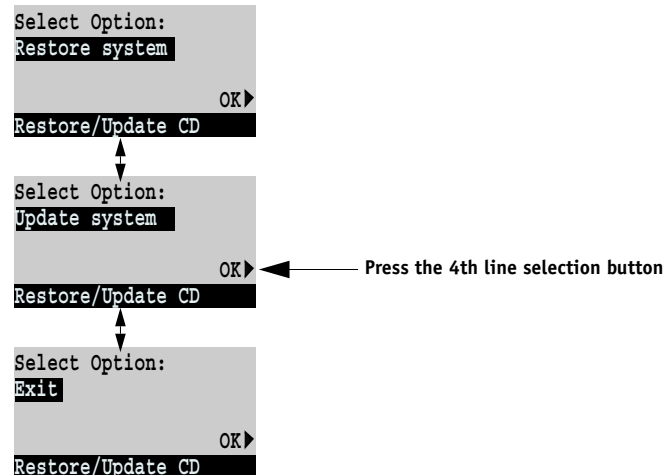 Select Option:
Restore system
OK
Restore/Update CD
Select Option:
Update system
OK
Press the 4th line selection button
Restore/Update CD
Select Option:
Exit
OK
Restore/Update CD